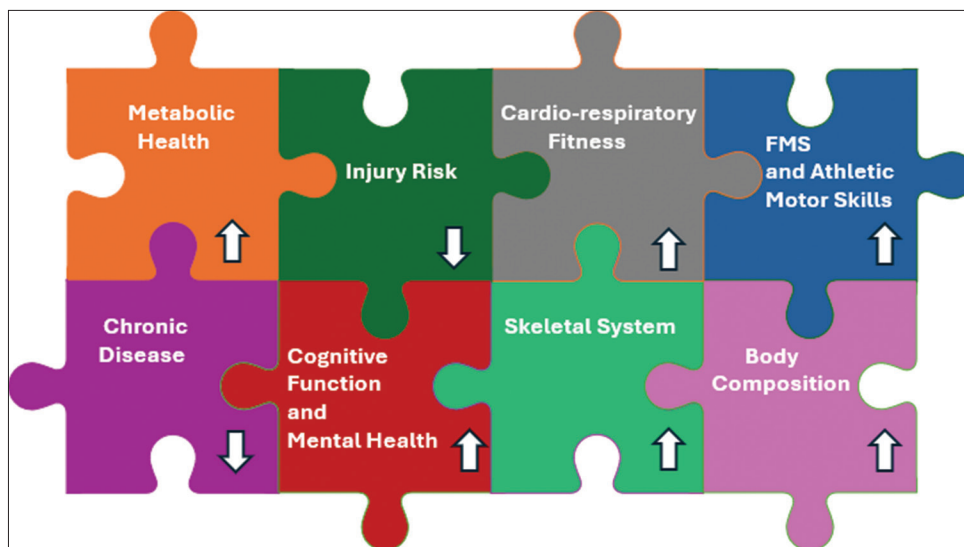 Metabolic
Health
Injury Risk
Cardio-respiratory
Fitness
FMS
and Athletic
Motor Skills
Chronic
Disease
Cognitive
Function
and
Mental Health
Skeletal System
Body
Composition